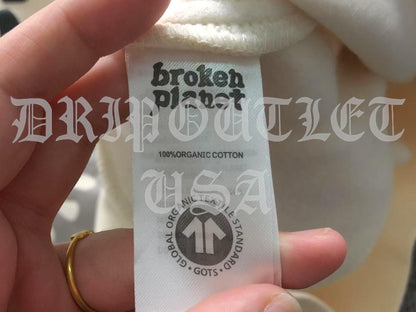 broken
planet
DRIPOUTLET
100%ORGANIC COTTON
USA
GLOBAL ORGANIC TEXTILE STANDARD
· GOTS ·